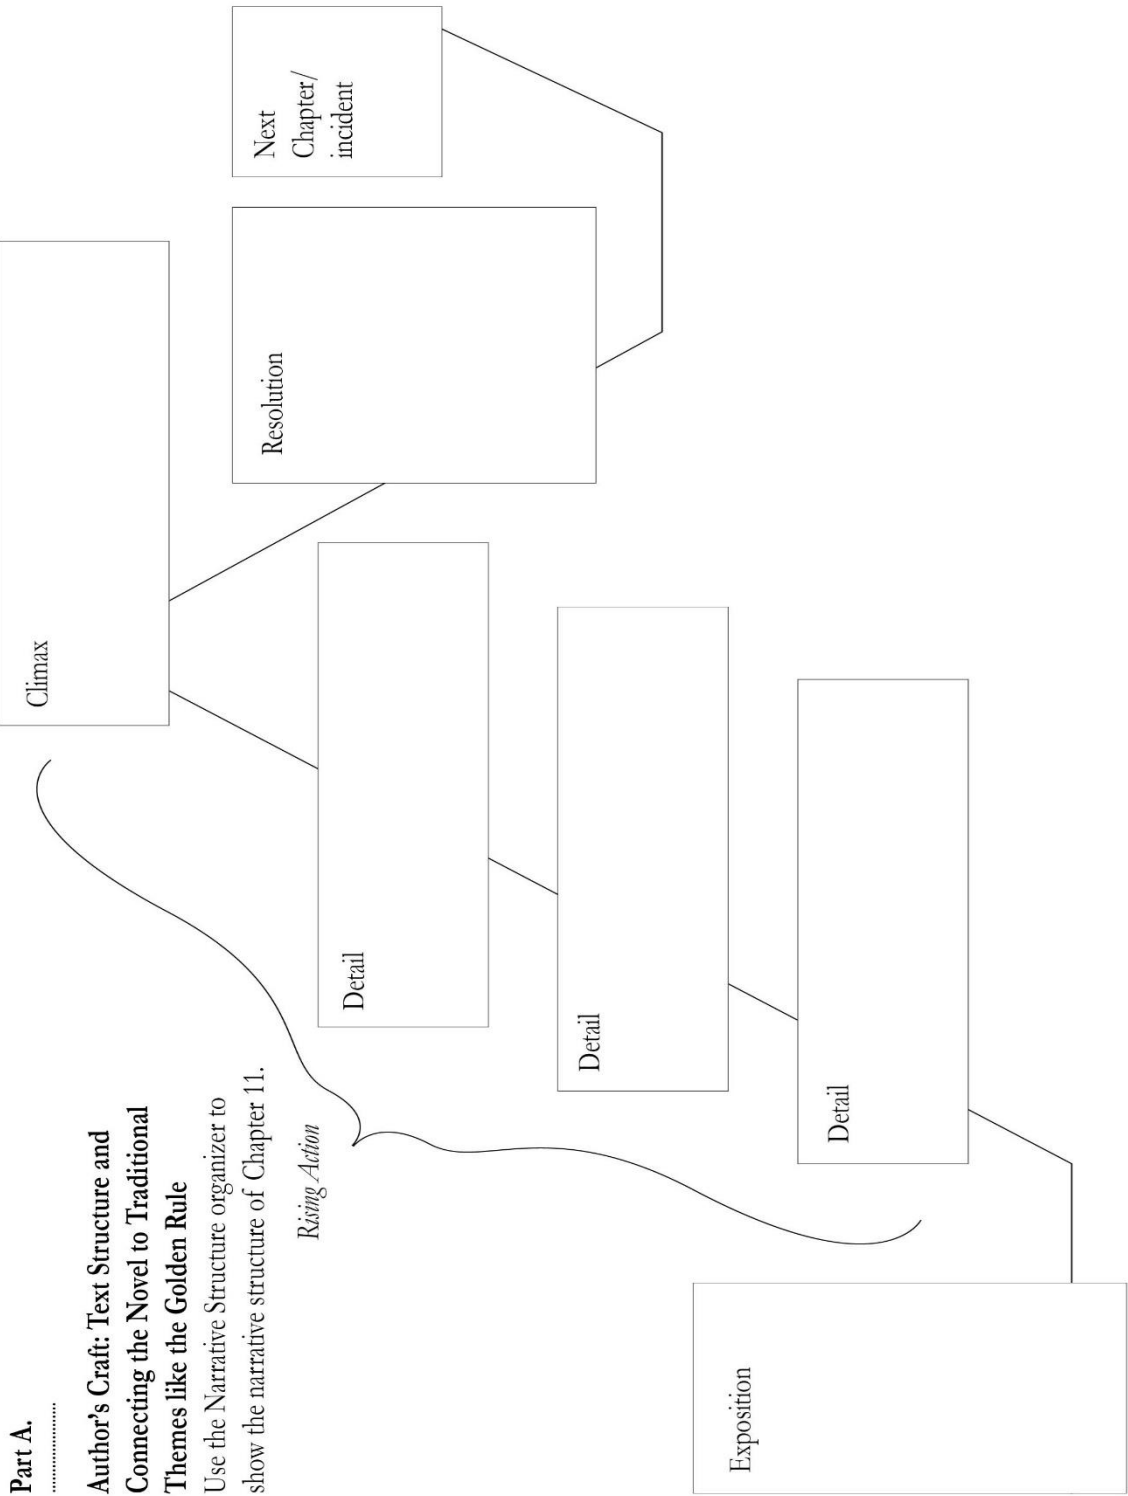 Part A.
Author's Craft: Text Structure and
Connecting the Novel to Traditional
Themes like the Golden Rule
Use the Narrative Structure organizer to
show the narrative structure of Chapter 11.
Rising Action
Climax
Detail
Detail
Detail
Exposition
Resolution
Next
Chapter/
incident